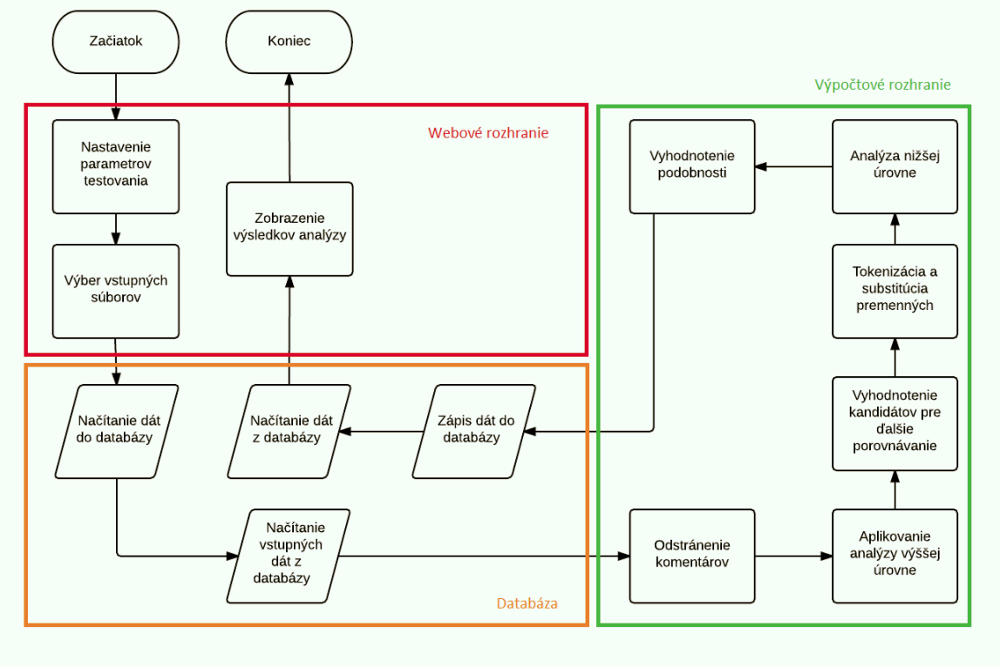 Začiatok
Koniec
Výpočtové rozhranie
Webové rozhranie
Nastavenie
parametrov
testovania
Výber vstupných
súborov
Zobrazenie
výsledkov analýzy
Vyhodnotenie
podobnosti
Analýza nižšej
úrovne
Tokenizácia a
substitúcia
premenných
Vyhodnotenie
kandidátov pre
ďalšie
porovnávanie
Načítanie dát
do databázy
Načítanie dát
z databázy
Zápis dát do
databázy
Načítanie
vstupných
dát z
databázy
Odstránenie
komentárov
Aplikovanie
analýzy výššej
úrovne
Databáza